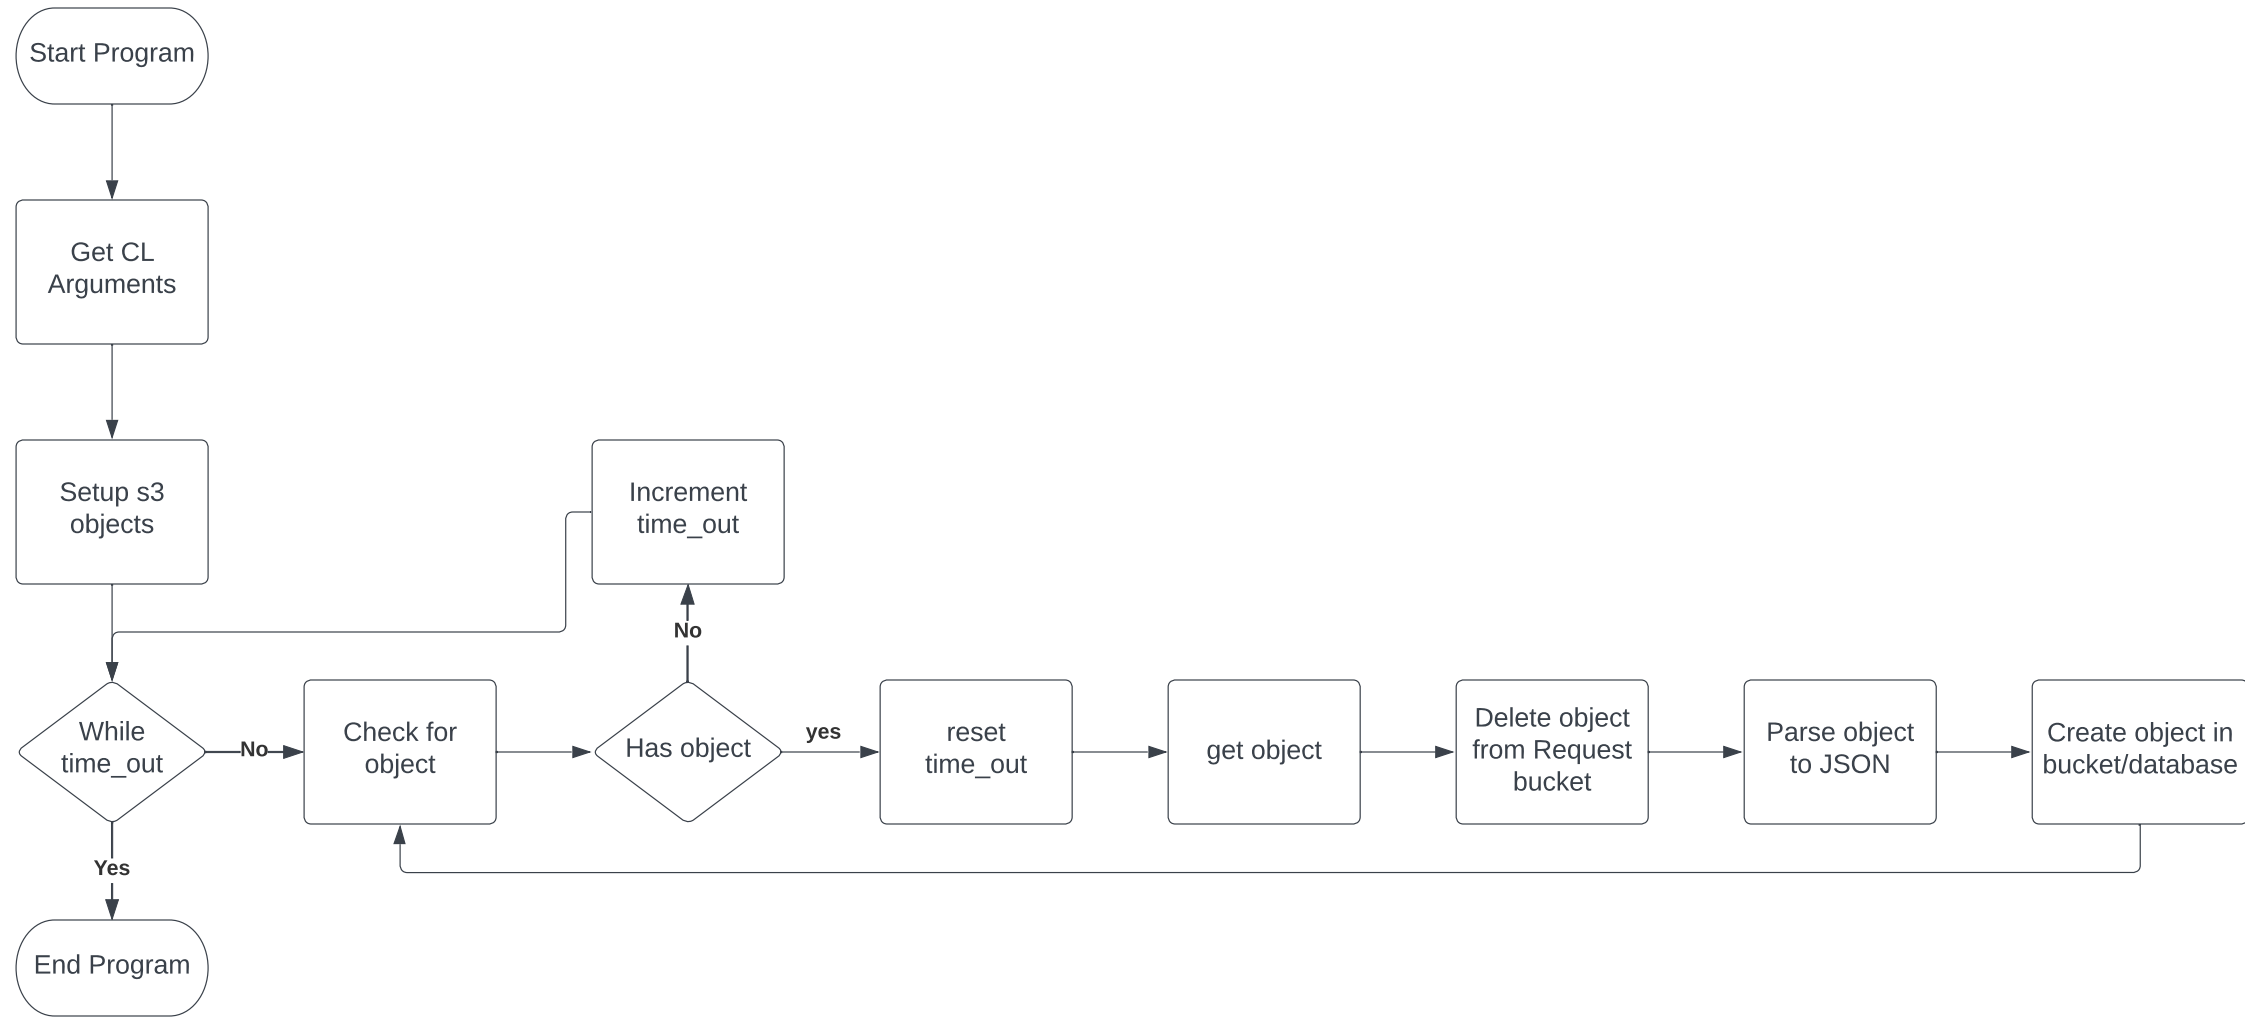 Start Program
Get CL
Arguments
Setup s3
objects
Increment
time_out
No
While
time_out
No
Check for
object
Has object
yes
reset
time_out
get object
Delete object
from Request
bucket
Parse object
to JSON
Create object in
bucket/database
Yes
End Program